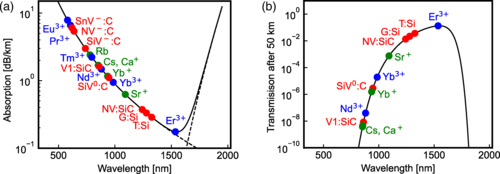 (a)
Absorption [dB/km]
10¹
10⁰
10⁻¹
SnV⁻:C
Eu³⁺
NV⁻:C
Pr³⁺
SiV⁻:C
Rb
Tm³⁺
Cs, Ca⁺
V1:SiC
Yb⁺
Nd³⁺
Yb³⁺
SiV⁰:C
Sr⁺
NV:SiC
G:Si
T:Si
Er³⁺
500 1000 1500 2000
Wavelength [nm]
(b)
Transmisison after 50 km
10⁰
10⁻²
10⁻⁴
10⁻⁶
10⁻⁸
10⁻¹⁰
Er³⁺
T:Si
G:Si
NV:SiC
Sr⁺
Yb³⁺
SiV⁰:C
Yb⁺
Nd³⁺
V1:SiC
Cs, Ca⁺
500 1000 1500 2000
Wavelength [nm]